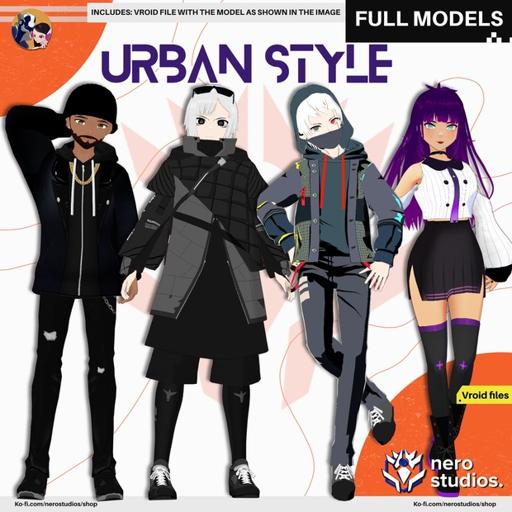 INCLUDES: VROID FILE WITH THE MODEL AS SHOWN IN THE IMAGE
FULL MODELS
URBAN STYLE
Vroid files
nero
studios.
Ko-fi.com/nerostudios/shop
Ko-fi.com/nerostudios/shop